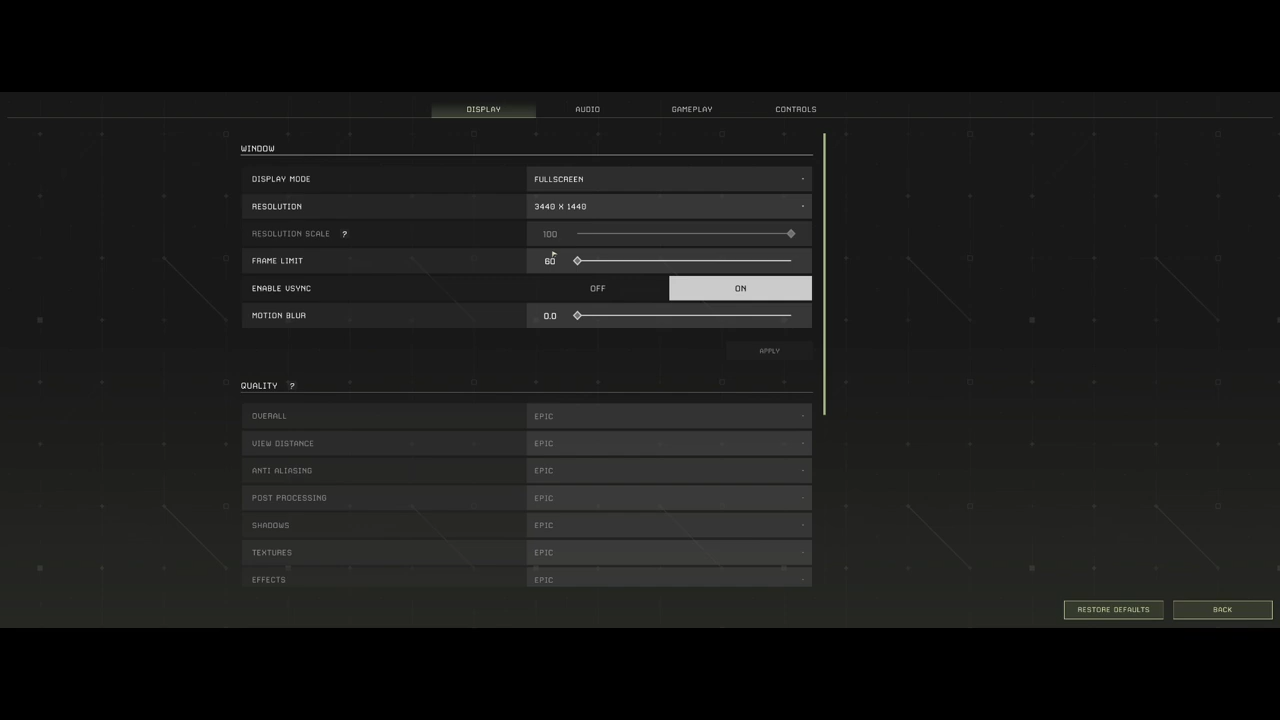 DISPLAY AUDIO GAMEPLAY CONTROLS
WINDOW
DISPLAY MODE FULLSCREEN
RESOLUTION 3440 X 1440
RESOLUTION SCALE ? 100
FRAME LIMIT 60
ENABLE VSYNC OFF ON
MOTION BLUR 0.0
APPLY
QUALITY ?
OVERALL EPIC
VIEW DISTANCE EPIC
ANTI ALIASING EPIC
POST PROCESSING EPIC
SHADOWS EPIC
TEXTURES EPIC
EFFECTS EPIC
RESTORE DEFAULTS BACK